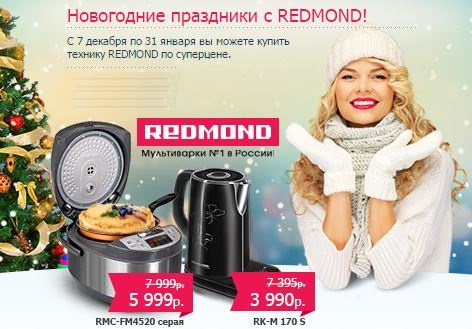 Новогодние праздники с REDMOND!
С 7 декабря по 31 января вы можете купить
технику REDMOND по суперцене.
REDMOND
Мультиварки №1 в России!
7 999р.
5 999р.
RMC-FM4520 серая
7 395р.
3 990р.
RK-M 170 S